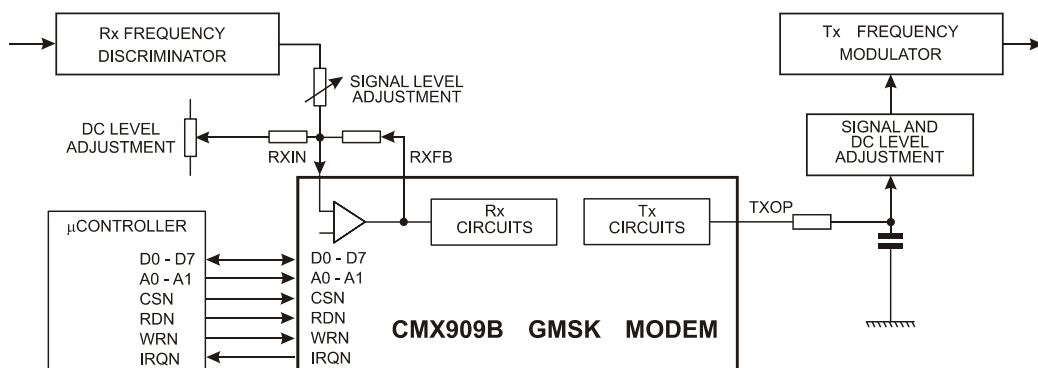 Rx FREQUENCY
DISCRIMINATOR
Tx FREQUENCY
MODULATOR
SIGNAL LEVEL
ADJUSTMENT
DC LEVEL
ADJUSTMENT
RXIN
RXFB
SIGNAL AND
DC LEVEL
ADJUSTMENT
μCONTROLLER
Rx
CIRCUITS
Tx
CIRCUITS
TXOP
D0 - D7
D0 - D7
A0 - A1
A0 - A1
CSN
CSN
RDN
RDN
WRN
WRN
IRQN
IRQN
CMX909B GMSK MODEM